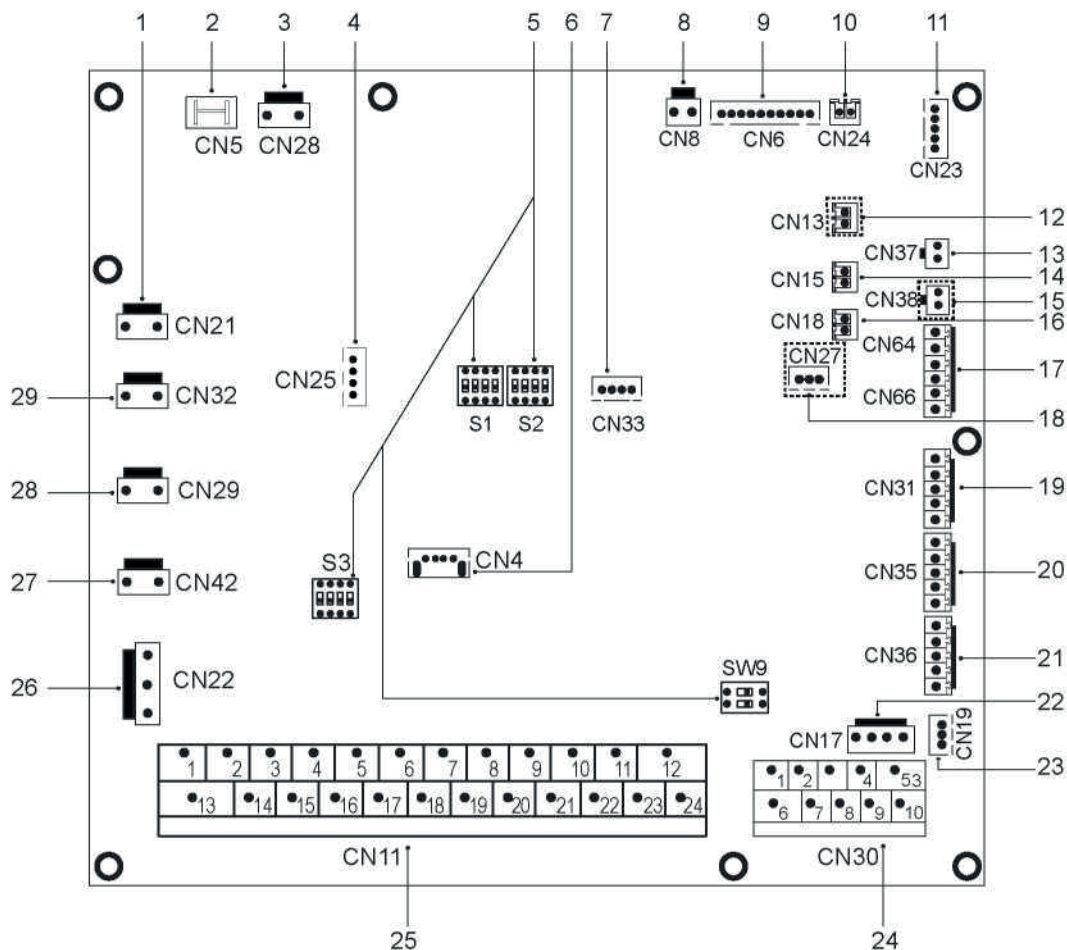 1 2 3 4 5 6 7 8 9 10 11
CN5 CN28 CN8 CN6 CN24 CN23
CN13 12
CN37 13
CN15 14
CN38 15
CN18 16
CN21
CN64
CN27 17
CN25
29 CN32 CN66
S1 S2 CN33 18
28 CN29 CN31 19
S3 CN4
27 CN42 CN35 20
CN36 21
26 CN22 SW9
22
CN17 CN19
23
1 2 3 4 5 6 7 8 9 10 11 12
1 2 4 53
13 14 15 16 17 18 19 20 21 22 23 24
6 7 8 9 10
CN11 CN30
25 24